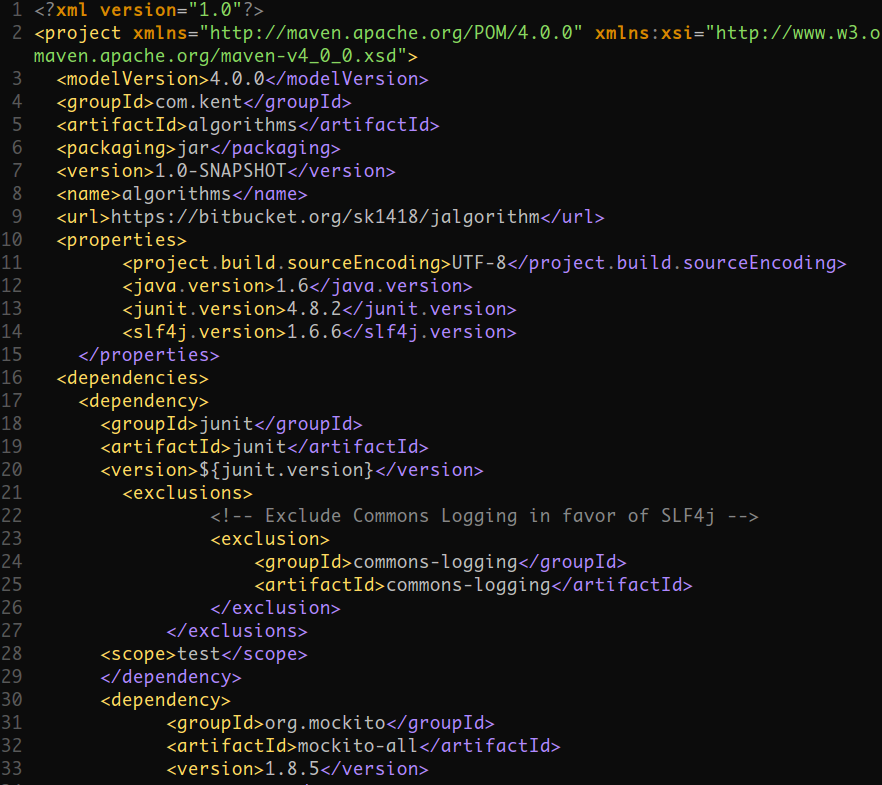 1 <?xml version="1.0"?>
2 <project xmlns="http://maven.apache.org/POM/4.0.0" xmlns:xsi="http://www.w3.o
maven.apache.org/maven-v4_0_0.xsd">
3 <modelVersion>4.0.0</modelVersion>
4 <groupId>com.kent</groupId>
5 <artifactId>algorithms</artifactId>
6 <packaging>jar</packaging>
7 <version>1.0-SNAPSHOT</version>
8 <name>algorithms</name>
9 <url>https://bitbucket.org/sk1418/jalgorithm</url>
10 <properties>
11 <project.build.sourceEncoding>UTF-8</project.build.sourceEncoding>
12 <java.version>1.6</java.version>
13 <junit.version>4.8.2</junit.version>
14 <slf4j.version>1.6.6</slf4j.version>
15 </properties>
16 <dependencies>
17 <dependency>
18 <groupId>junit</groupId>
19 <artifactId>junit</artifactId>
20 <version>${junit.version}</version>
21 <exclusions>
22 <!-- Exclude Commons Logging in favor of SLF4j -->
23 <exclusion>
24 <groupId>commons-logging</groupId>
25 <artifactId>commons-logging</artifactId>
26 </exclusion>
27 </exclusions>
28 <scope>test</scope>
29 </dependency>
30 <dependency>
31 <groupId>org.mockito</groupId>
32 <artifactId>mockito-all</artifactId>
33 <version>1.8.5</version>